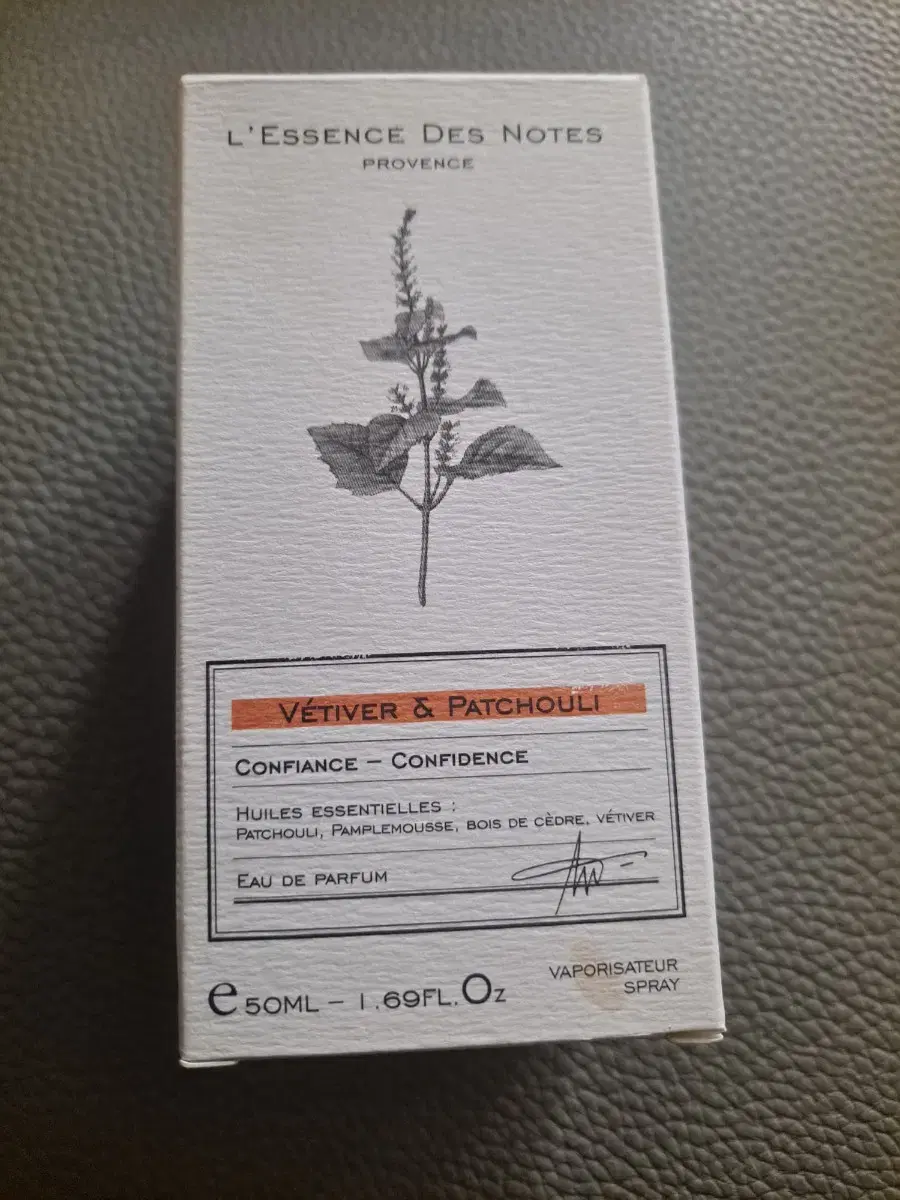 L'Essence Des Notes
PROVENCE
Vétiver & Patchouli
Confiance – Confidence
Huiles essentielles :
Patchouli, Pamplemousse, bois de cèdre, vétiver
Eau de parfum
e 50ML – 1.69FL.Oz
VAPORISATEUR
SPRAY